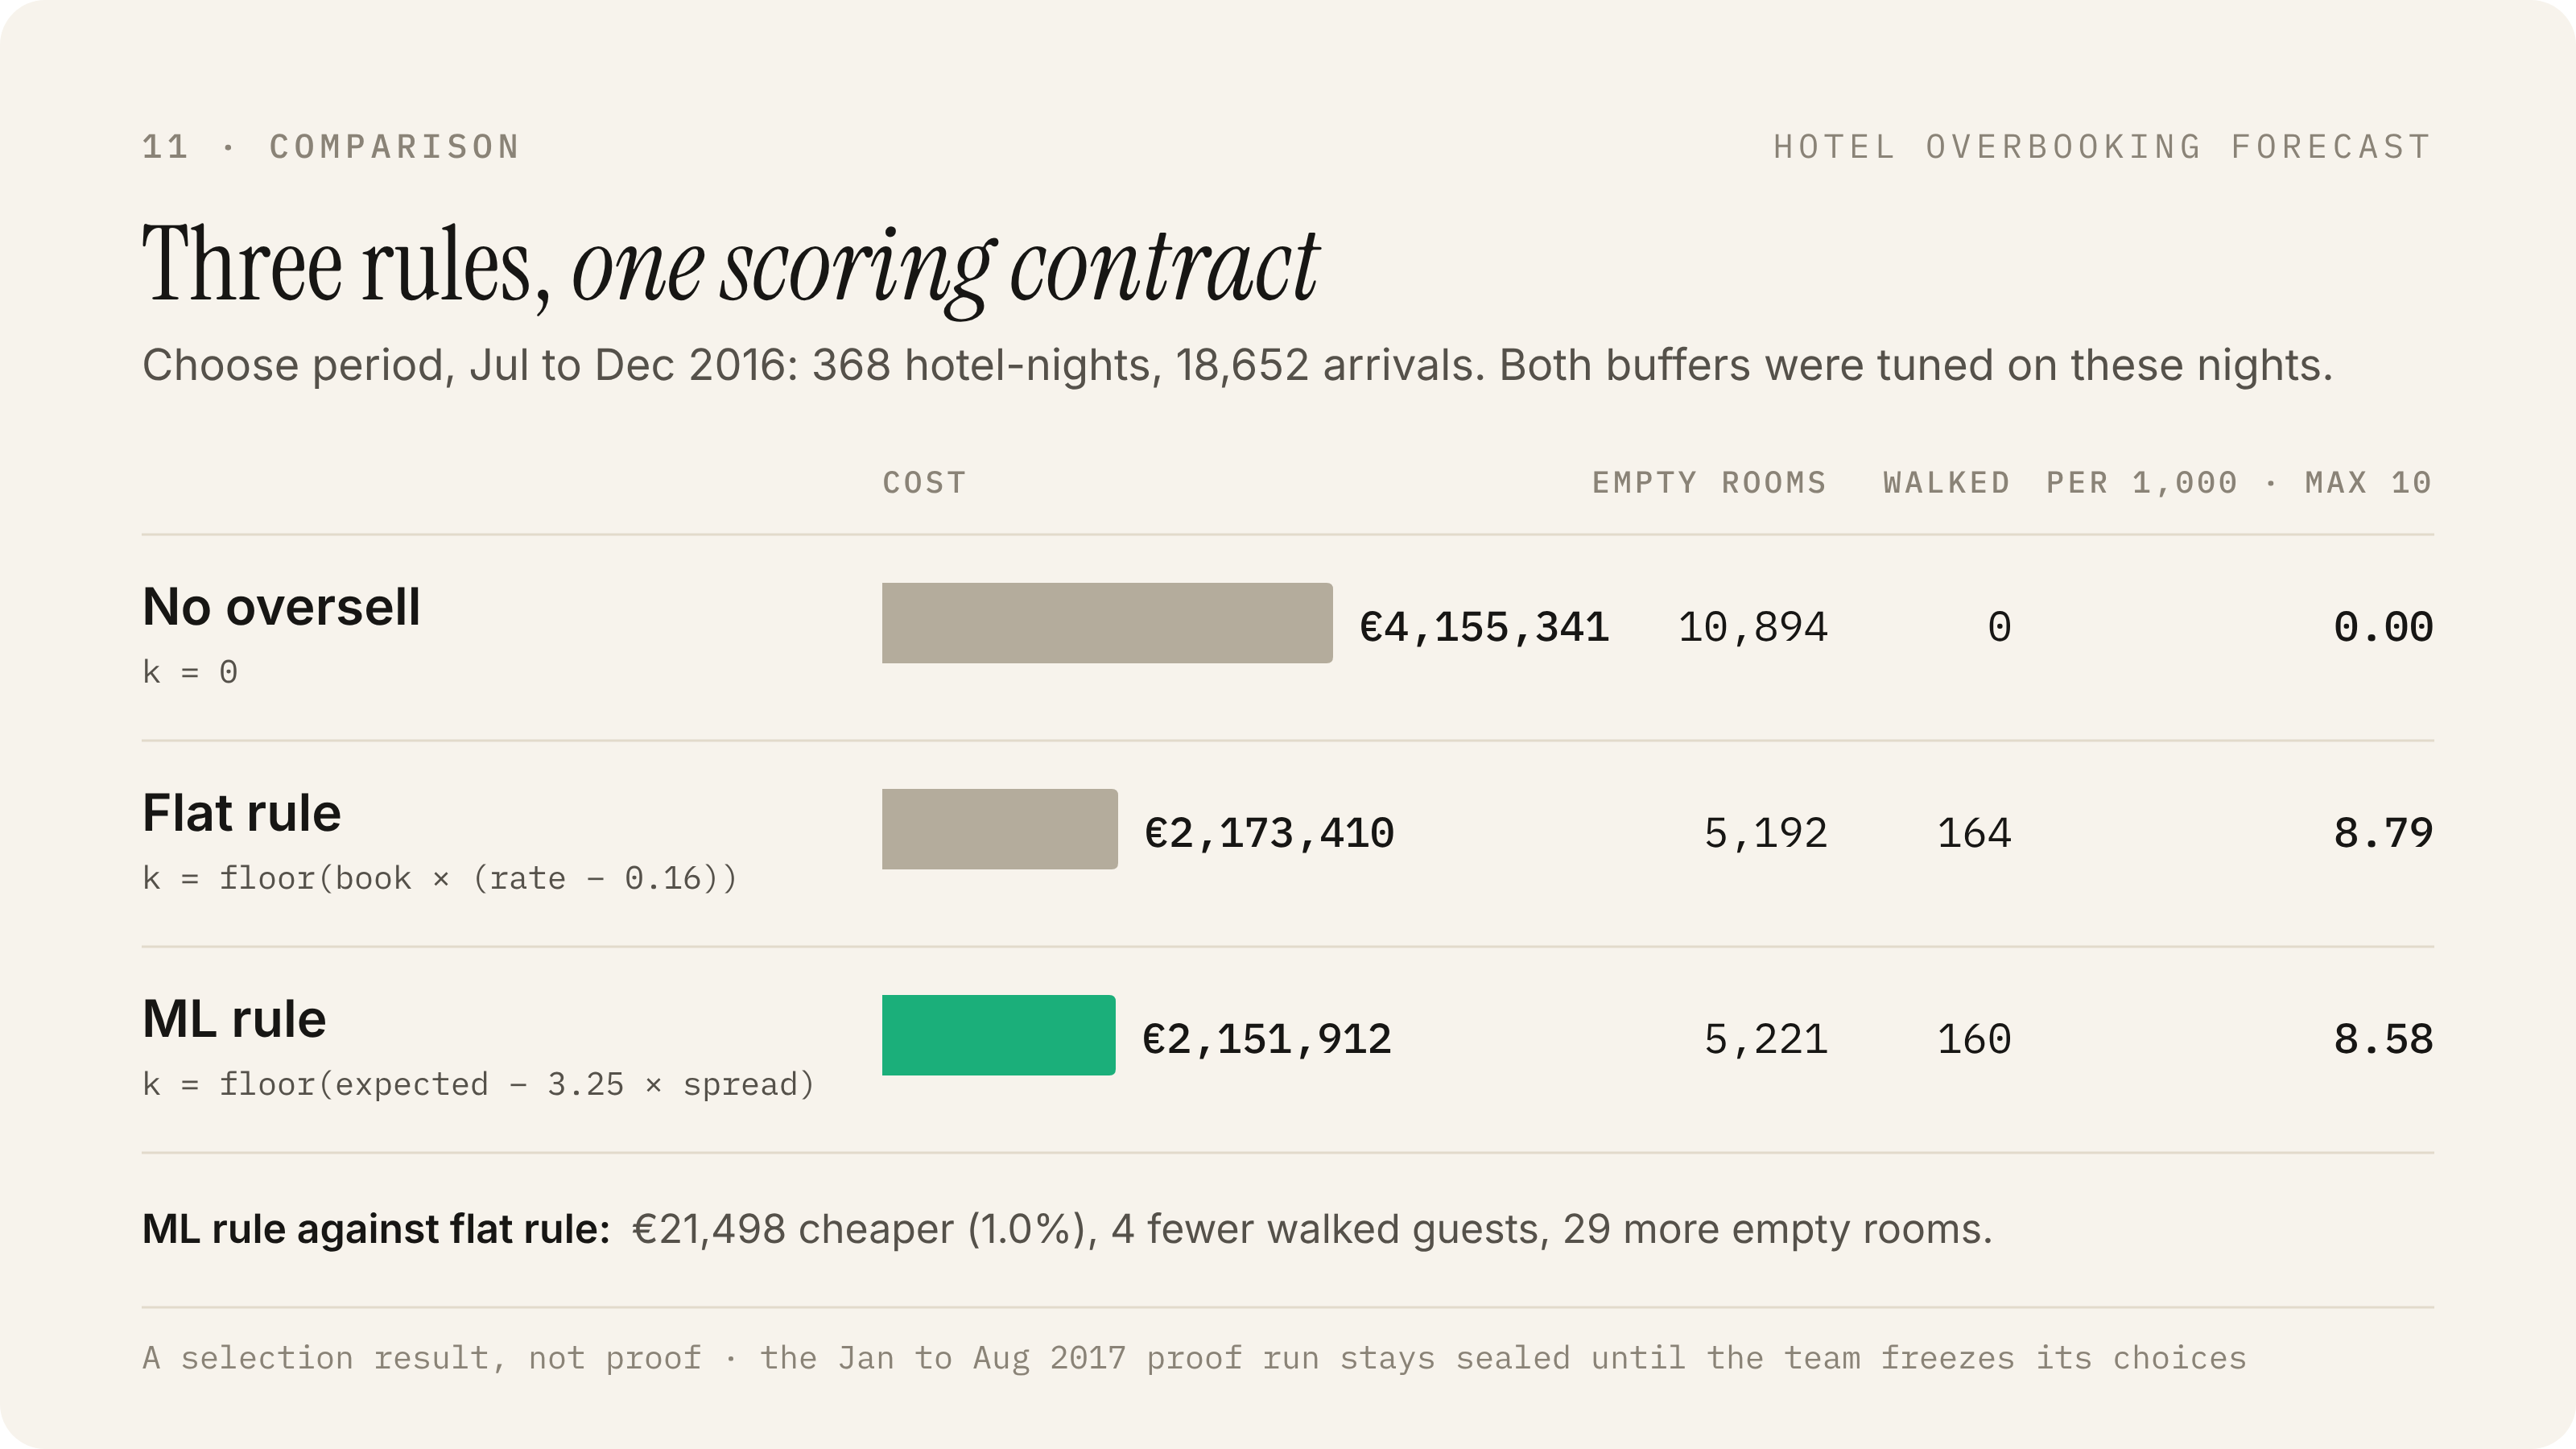 11 · COMPARISON
HOTEL OVERBOOKING FORECAST
Three rules, one scoring contract
Choose period, Jul to Dec 2016: 368 hotel-nights, 18,652 arrivals. Both buffers were tuned on these nights.
COST EMPTY ROOMS WALKED PER 1,000 · MAX 10
No oversell
k = 0
€4,155,341 10,894 0 0.00
Flat rule
k = floor(book × (rate − 0.16))
€2,173,410 5,192 164 8.79
ML rule
k = floor(expected − 3.25 × spread)
€2,151,912 5,221 160 8.58
ML rule against flat rule: €21,498 cheaper (1.0%), 4 fewer walked guests, 29 more empty rooms.
A selection result, not proof · the Jan to Aug 2017 proof run stays sealed until the team freezes its choices